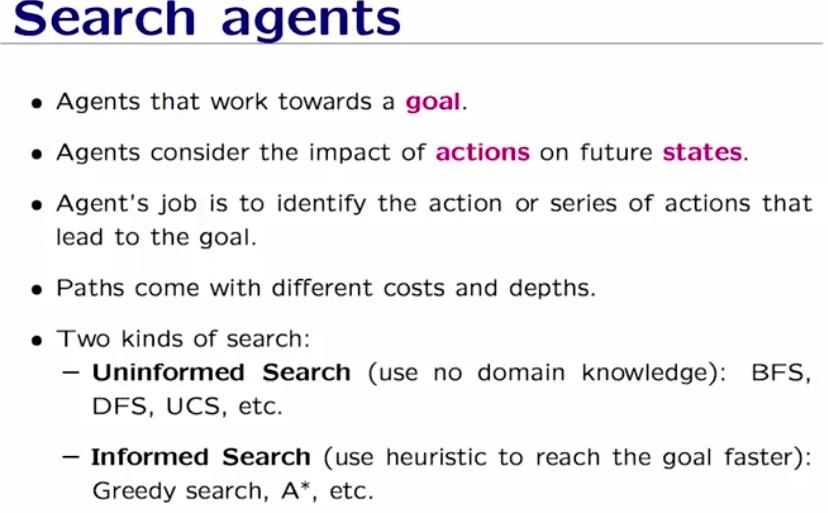 Search agents
• Agents that work towards a goal.
• Agents consider the impact of actions on future states.
• Agent's job is to identify the action or series of actions that
lead to the goal.
• Paths come with different costs and depths.
• Two kinds of search:
– Uninformed Search (use no domain knowledge): BFS,
DFS, UCS, etc.
– Informed Search (use heuristic to reach the goal faster):
Greedy search, A*, etc.